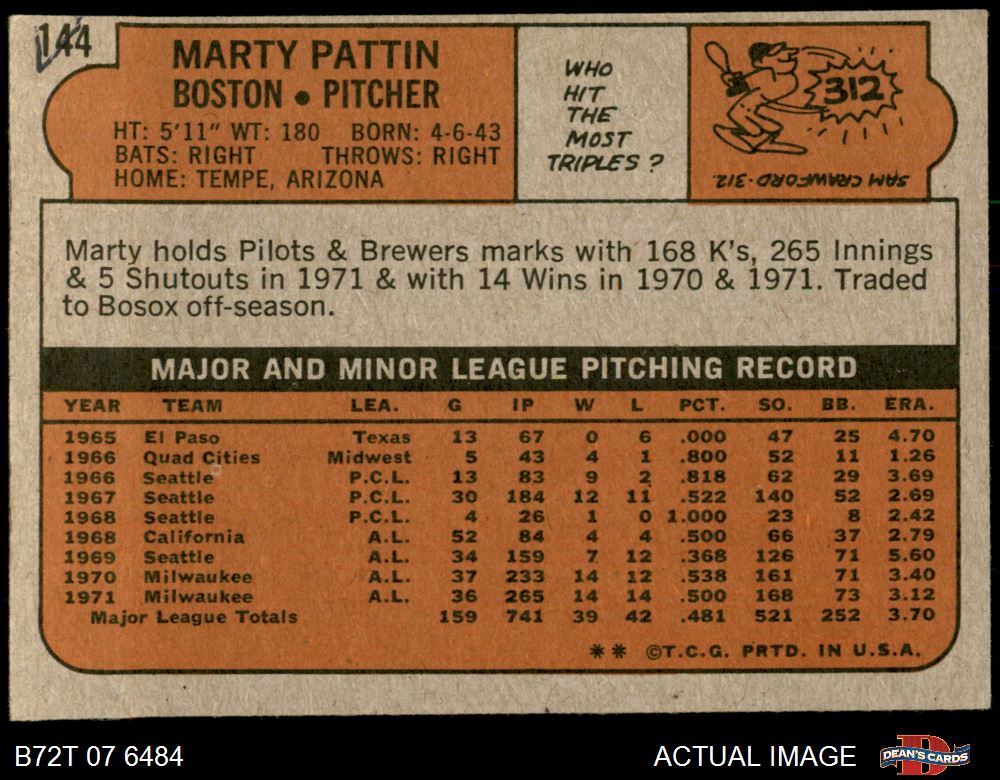 144
MARTY PATTIN
BOSTON • PITCHER
HT: 5'11" WT: 180 BORN: 4-6-43
BATS: RIGHT THROWS: RIGHT
HOME: TEMPE, ARIZONA
WHO
HIT
THE
MOST
TRIPLES?
312
SAM CRAWFORD-312.
Marty holds Pilots & Brewers marks with 168 K's, 265 Innings
& 5 Shutouts in 1971 & with 14 Wins in 1970 & 1971. Traded
to Bosox off-season.
MAJOR AND MINOR LEAGUE PITCHING RECORD
YEAR TEAM LEA. G IP W L PCT. SO. BB. ERA.
1965 El Paso Texas 13 67 0 6 .000 47 25 4.70
1966 Quad Cities Midwest 5 43 4 1 .800 52 11 1.26
1966 Seattle P.C.L. 13 83 9 2 .818 62 29 3.69
1967 Seattle P.C.L. 30 184 12 11 .522 140 52 2.69
1968 Seattle P.C.L. 4 26 1 0 1.000 23 8 2.42
1968 California A.L. 52 84 4 4 .500 66 37 2.79
1969 Seattle A.L. 34 159 7 12 .368 126 71 5.60
1970 Milwaukee A.L. 37 233 14 12 .538 161 71 3.40
1971 Milwaukee A.L. 36 265 14 14 .500 168 73 3.12
Major League Totals 159 741 39 42 .481 521 252 3.70
** ©T.C.G. PRTD. IN U.S.A.
B72T 07 6484
ACTUAL IMAGE
DEAN'S CARDS